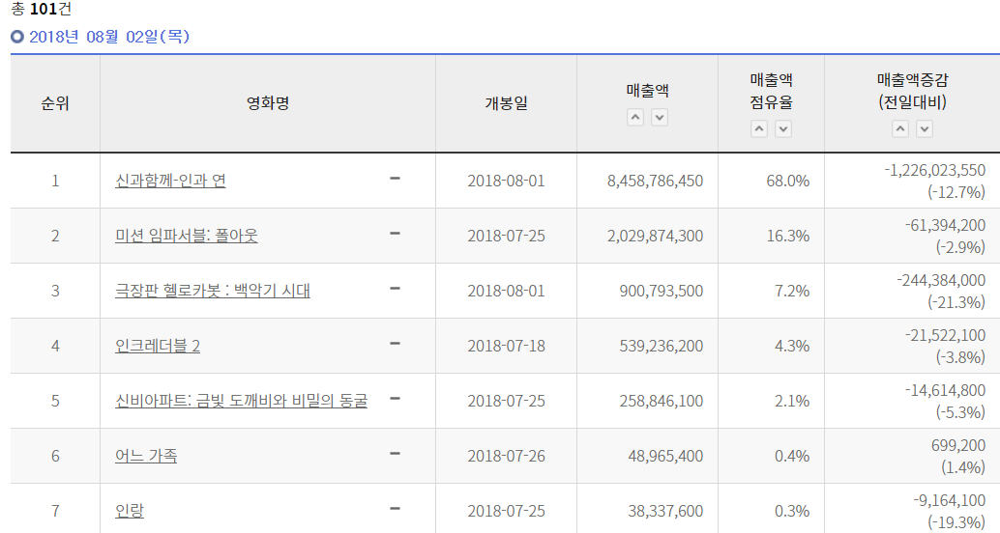 총 101건
2018년 08월 02일(목)
순위 영화명 개봉일 매출액 매출액 점유율 매출액증감 (전일대비)
1 신과함께-인과 연 2018-08-01 8,458,786,450 68.0% -1,226,023,550 (-12.7%)
2 미션 임파서블: 폴아웃 2018-07-25 2,029,874,300 16.3% -61,394,200 (-2.9%)
3 극장판 헬로카봇 : 백악기 시대 2018-08-01 900,793,500 7.2% -244,384,000 (-21.3%)
4 인크레더블 2 2018-07-18 539,236,200 4.3% -21,522,100 (-3.8%)
5 신비아파트: 금빛 도깨비와 비밀의 동굴 2018-07-25 258,846,100 2.1% -14,614,800 (-5.3%)
6 어느 가족 2018-07-26 48,965,400 0.4% 699,200 (1.4%)
7 인랑 2018-07-25 38,337,600 0.3% -9,164,100 (-19.3%)